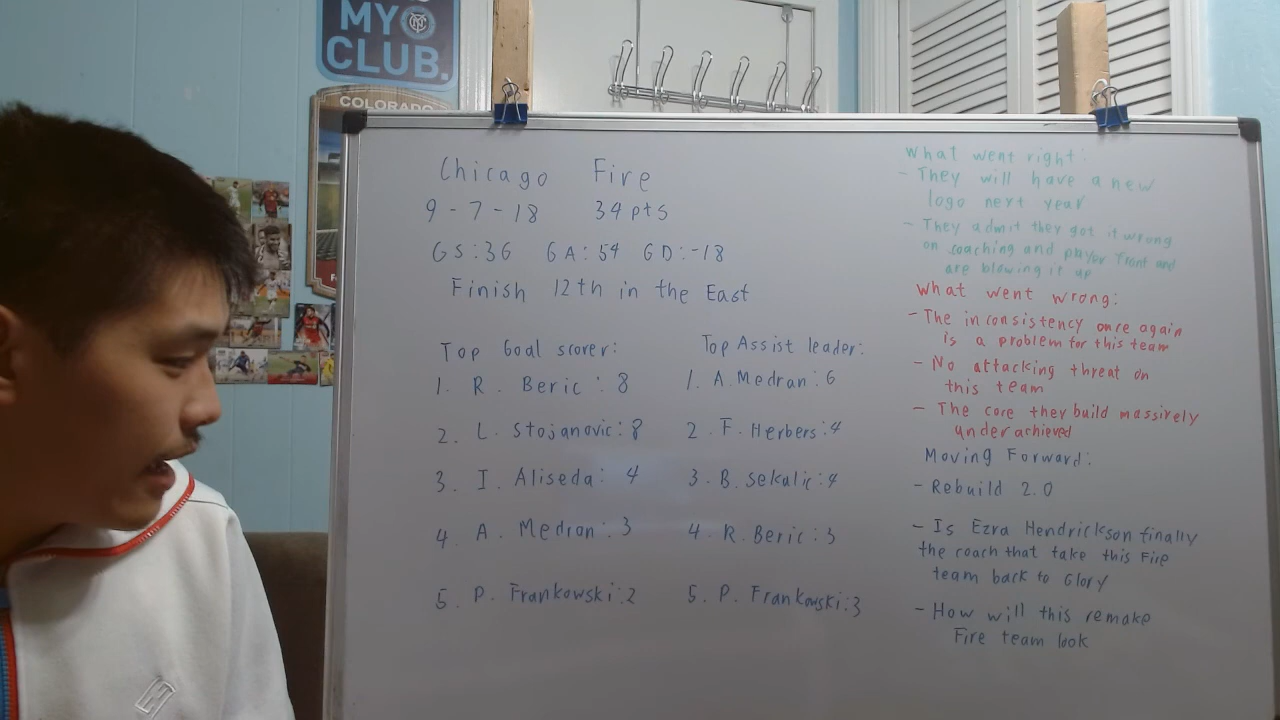 MY
CLUB.
COLORADO
Chicago Fire
9-7-18 34 pts
GS:36 GA:54 GD:-18
Finish 12th in the East
Top Goal scorer:
1. R. Beric: 8
2. L. Stojanovic: 8
3. I. Aliseda: 4
4. A. Medran: 3
5. P. Frankowski: 2
Top Assist leader:
1. A. Medran: 6
2. F. Herbers: 4
3. B. Sekulic: 4
4. R. Beric: 3
5. P. Frankowski: 3
What went right:
- They will have a new
logo next year
- They admit they got it wrong
on coaching and player front and
are blowing it up
What went wrong:
- The inconsistency once again
is a problem for this team
- No attacking threat on
this team
- The core they build massively
underachieved
Moving Forward:
- Rebuild 2.0
- Is Ezra Hendrickson finally
the coach that take this Fire
team back to Glory
- How will this remake
Fire team look